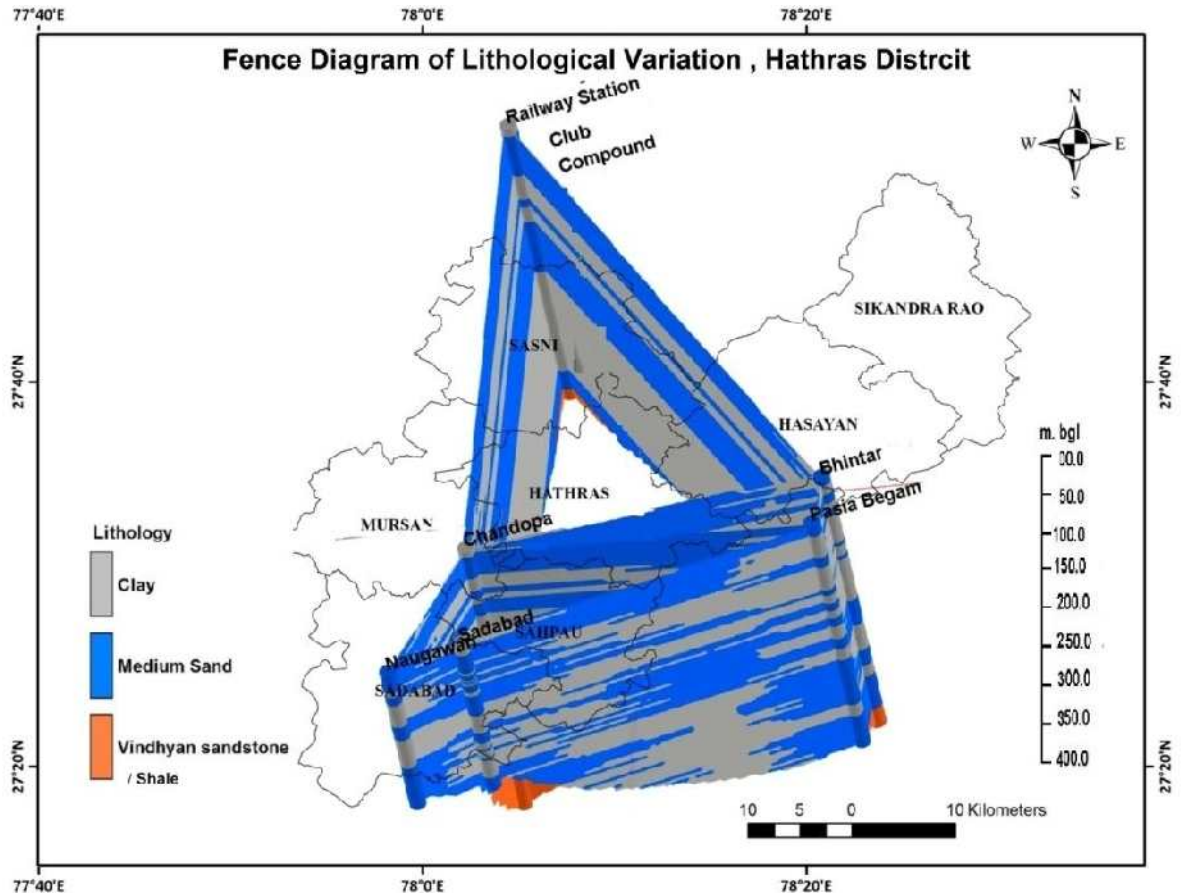 77°40'E
78°0'E
78°20'E
Fence Diagram of Lithological Variation , Hathras Distrcit
Railway Station
Club
Compound
N
W
E
S
SIKANDRA RAO
SASNI
27°40'N
27°40'N
HASAYAN
m. bgl
Bhintar
00.0
Pasia Begam
50.0
HATHRAS
MURSAN
Chandopa
100.0
Lithology
150.0
Clay
200.0
Sadabad
SAHPAU
Medium Sand
250.0
Naugawan
SADABAD
300.0
350.0
Vindhyan sandstone
/ Shale
400.0
27°20'N
27°20'N
10 5 0 10 Kilometers
77°40'E
78°0'E
78°20'E